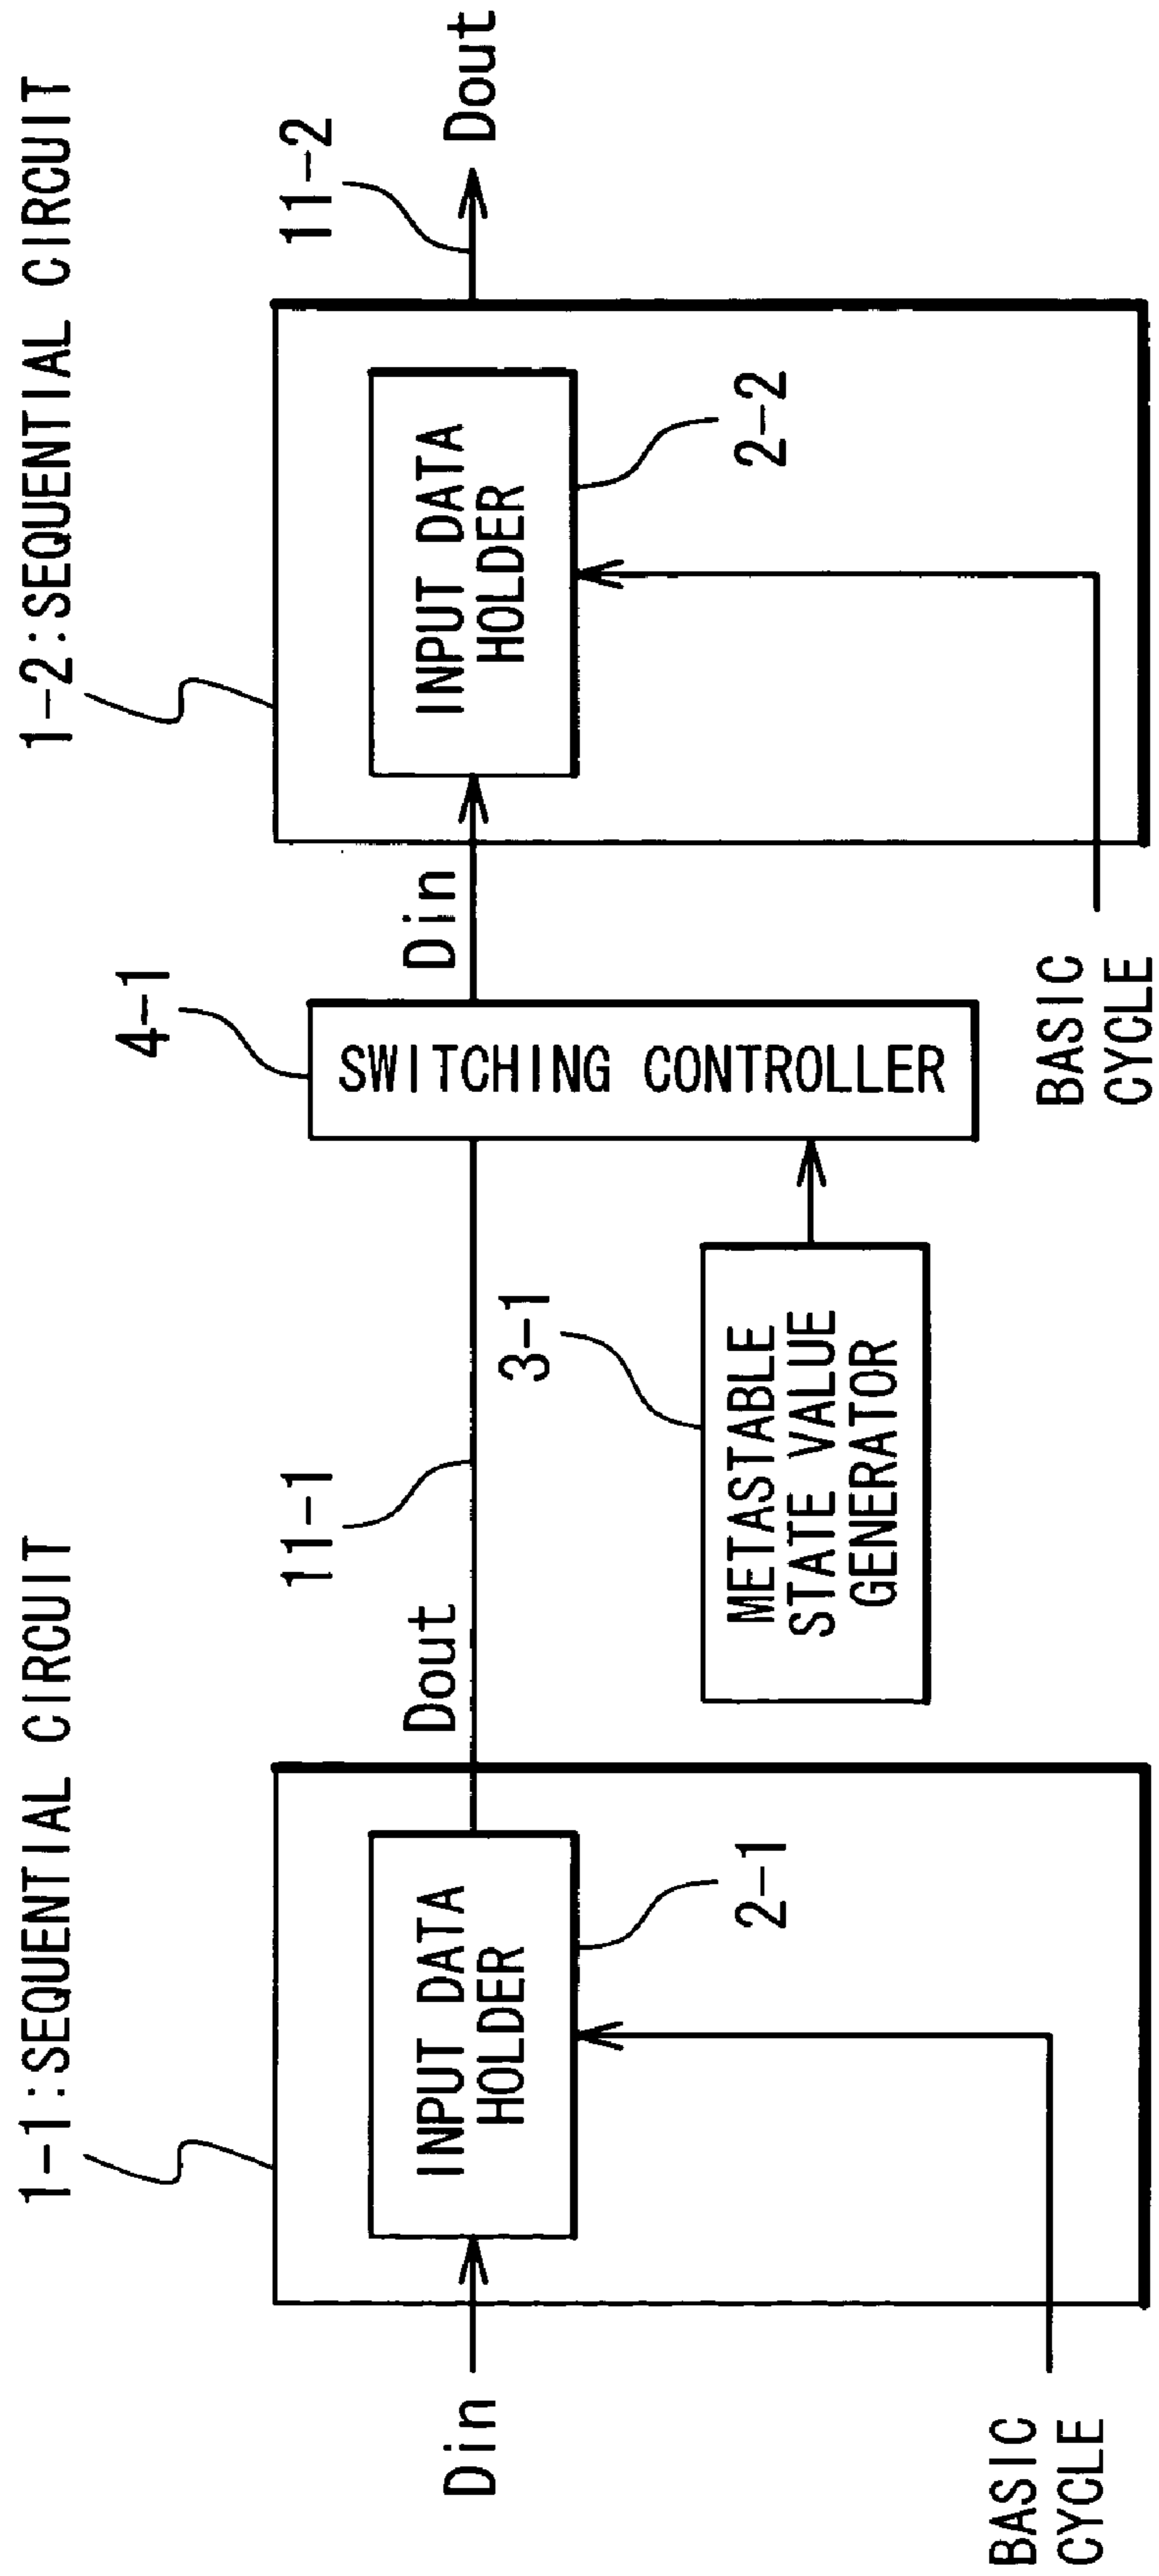 1-1:SEQUENTIAL CIRCUIT
1-2:SEQUENTIAL CIRCUIT
Din
INPUT DATA
HOLDER
2-1
BASIC
CYCLE
Dout
11-1
3-1
METASTABLE
STATE VALUE
GENERATOR
4-1
SWITCHING CONTROLLER
Din
INPUT DATA
HOLDER
2-2
BASIC
CYCLE
11-2
Dout